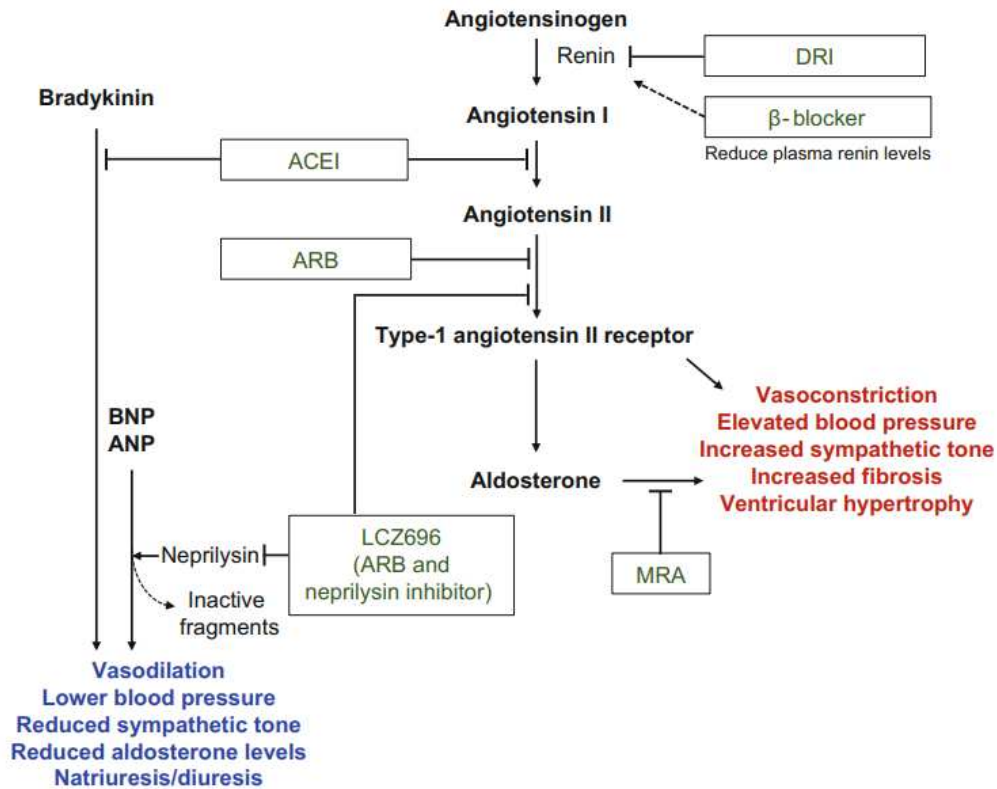 Angiotensinogen
Renin
DRI
Bradykinin
Angiotensin I
β- blocker
Reduce plasma renin levels
ACEI
Angiotensin II
ARB
Type-1 angiotensin II receptor
BNP
ANP
Vasoconstriction
Elevated blood pressure
Increased sympathetic tone
Increased fibrosis
Ventricular hypertrophy
Aldosterone
Neprilysin
LCZ696
(ARB and
neprilysin inhibitor)
MRA
Inactive
fragments
Vasodilation
Lower blood pressure
Reduced sympathetic tone
Reduced aldosterone levels
Natriuresis/diuresis